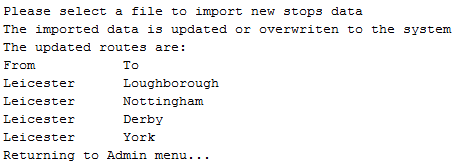 Please select a file to import new stops data
The imported data is updated or overwriten to the system
The updated routes are:
From To
Leicester Loughborough
Leicester Nottingham
Leicester Derby
Leicester York
Returning to Admin menu...